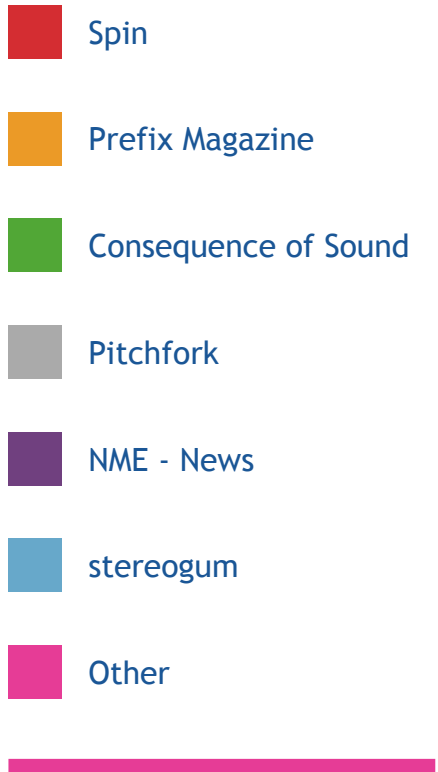 Spin
Prefix Magazine
Consequence of Sound
Pitchfork
NME - News
stereogum
Other